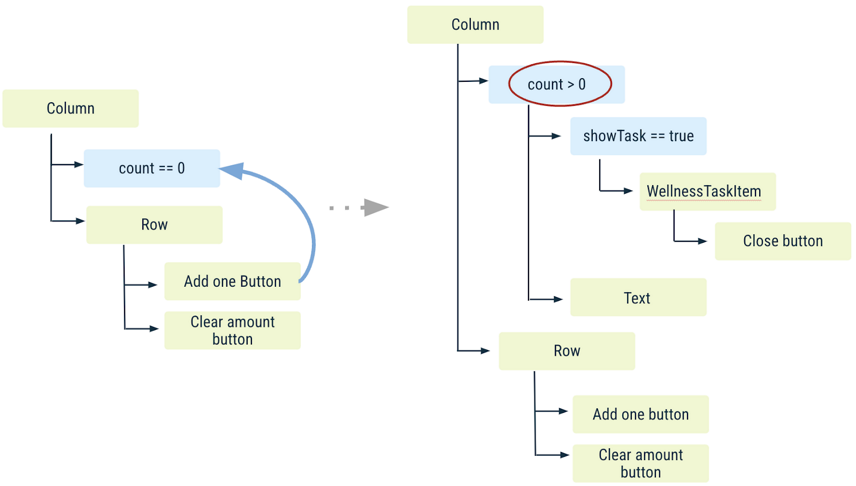 Column
count == 0
Row
Add one Button
Clear amount
button
Column
count > 0
showTask == true
WellnessTaskItem
Close button
Text
Row
Add one button
Clear amount
button